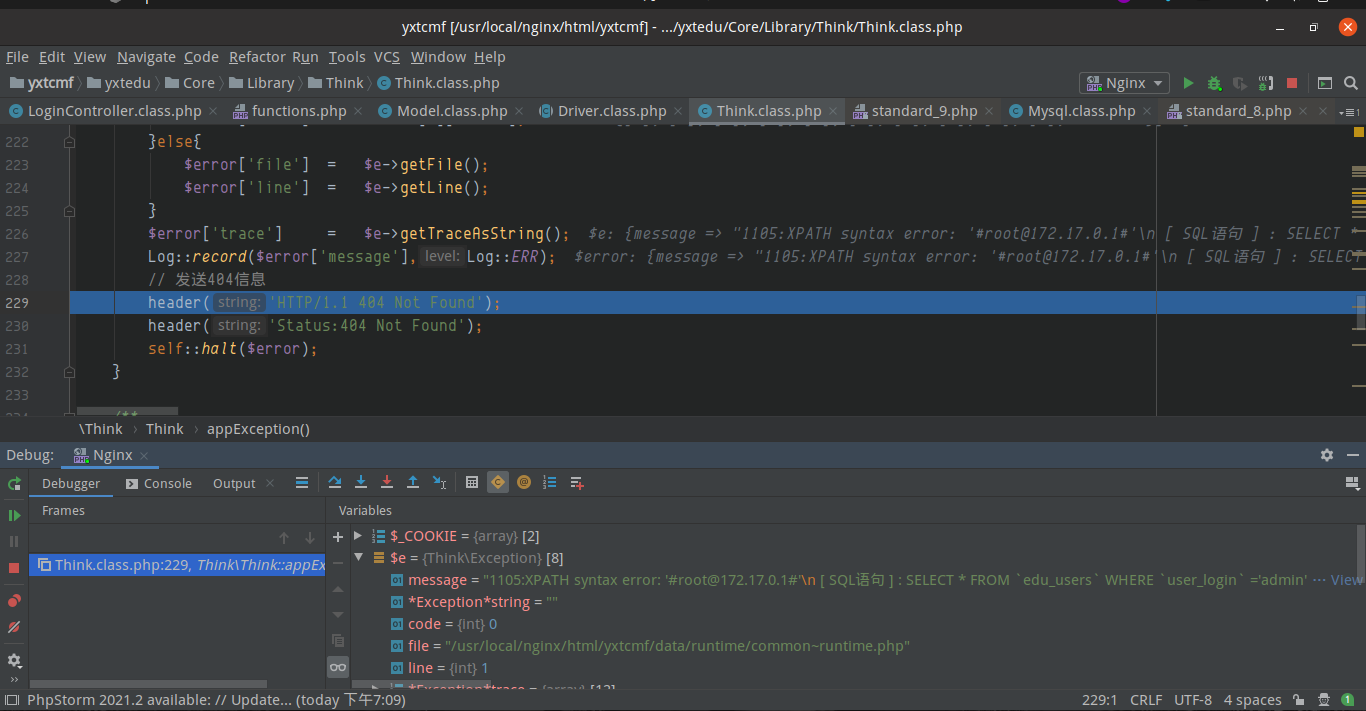 yxtcmf [/usr/local/nginx/html/yxtcmf] - .../yxtedu/Core/Library/Think/Think.class.php
File Edit View Navigate Code Refactor Run Tools VCS Window Help
yxtcmf yxtedu Core Library Think Think.class.php Nginx
LoginController.class.php functions.php Model.class.php Driver.class.php Think.class.php standard_9.php Mysql.class.php standard_8.php
222 }else{
223 $error['file'] = $e->getFile();
224 $error['line'] = $e->getLine();
225 }
226 $error['trace'] = $e->getTraceAsString(); $e: {message => "1105:XPATH syntax error: '#root@172.17.0.1#'\n [ SQL语句 ] : SELECT *
227 Log::record($error['message'], level: Log::ERR); $error: {message => "1105:XPATH syntax error: '#root@172.17.0.1#'\n [ SQL语句 ] : SELECT
228 // 发送404信息
229 header( string: 'HTTP/1.1 404 Not Found');
230 header( string: 'Status:404 Not Found');
231 self::halt($error);
232 }
233
234 /**
\Think › Think › appException()
Debug: Nginx
Debugger Console Output
Frames Variables
Think.class.php:229, Think\Think::appEx
$_COOKIE = {array} [2]
$e = {Think\Exception} [8]
message = "1105:XPATH syntax error: '#root@172.17.0.1#'\n [ SQL语句 ] : SELECT * FROM `edu_users` WHERE `user_login` ='admin' ... View
*Exception*string = ""
code = {int} 0
file = "/usr/local/nginx/html/yxtcmf/data/runtime/common~runtime.php"
line = {int} 1
*Exception*trace = {array} [12]
PhpStorm 2021.2 available: // Update... (today 下午7:09) 229:1 CRLF UTF-8 4 spaces 1